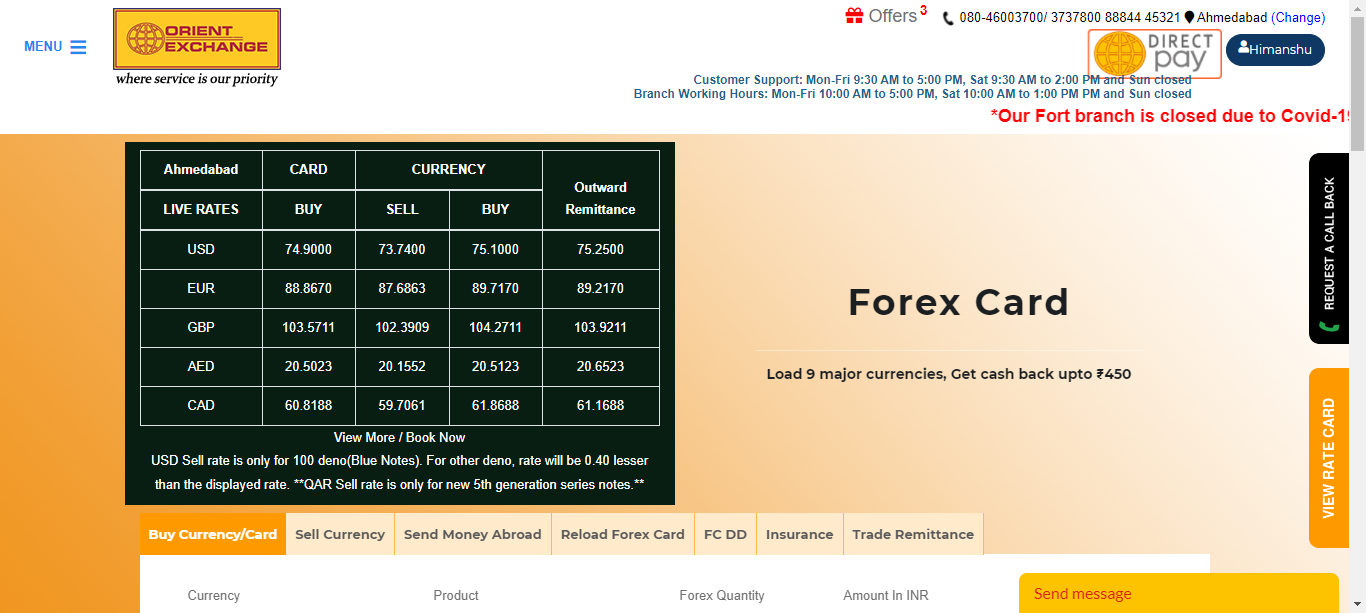 Offers 3
080-46003700/ 3737800 88844 45321 Ahmedabad (Change)
MENU
ORIENT
EXCHANGE
where service is our priority
DIRECT
pay
Himanshu
Customer Support: Mon-Fri 9:30 AM to 5:00 PM, Sat 9:30 AM to 2:00 PM and Sun closed
Branch Working Hours: Mon-Fri 10:00 AM to 5:00 PM, Sat 10:00 AM to 1:00 PM PM and Sun closed
*Our Fort branch is closed due to Covid-19
Ahmedabad CARD CURRENCY Outward Remittance
LIVE RATES BUY SELL BUY
USD 74.9000 73.7400 75.1000 75.2500
EUR 88.8670 87.6863 89.7170 89.2170
GBP 103.5711 102.3909 104.2711 103.9211
AED 20.5023 20.1552 20.5123 20.6523
CAD 60.8188 59.7061 61.8688 61.1688
View More / Book Now
USD Sell rate is only for 100 deno(Blue Notes). For other deno, rate will be 0.40 lesser
than the displayed rate. **QAR Sell rate is only for new 5th generation series notes.**
Forex Card
Load 9 major currencies, Get cash back upto ₹450
REQUEST A CALL BACK
VIEW RATE CARD
Buy Currency/Card Sell Currency Send Money Abroad Reload Forex Card FC DD Insurance Trade Remittance
Currency Product Forex Quantity Amount In INR
Send message